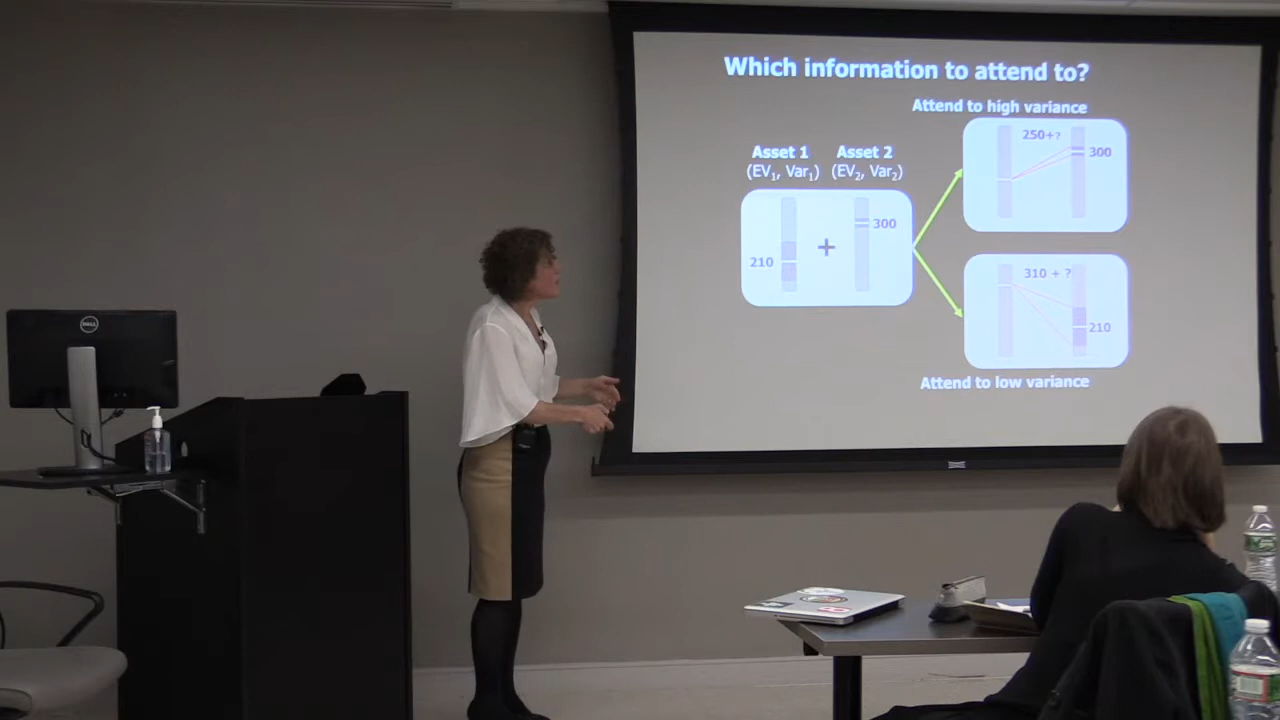 Which information to attend to?
Attend to high variance
Asset 1 Asset 2
(EV1, Var1) (EV2, Var2)
250+?
300
300
210
+
310 + ?
210
Attend to low variance
DELL